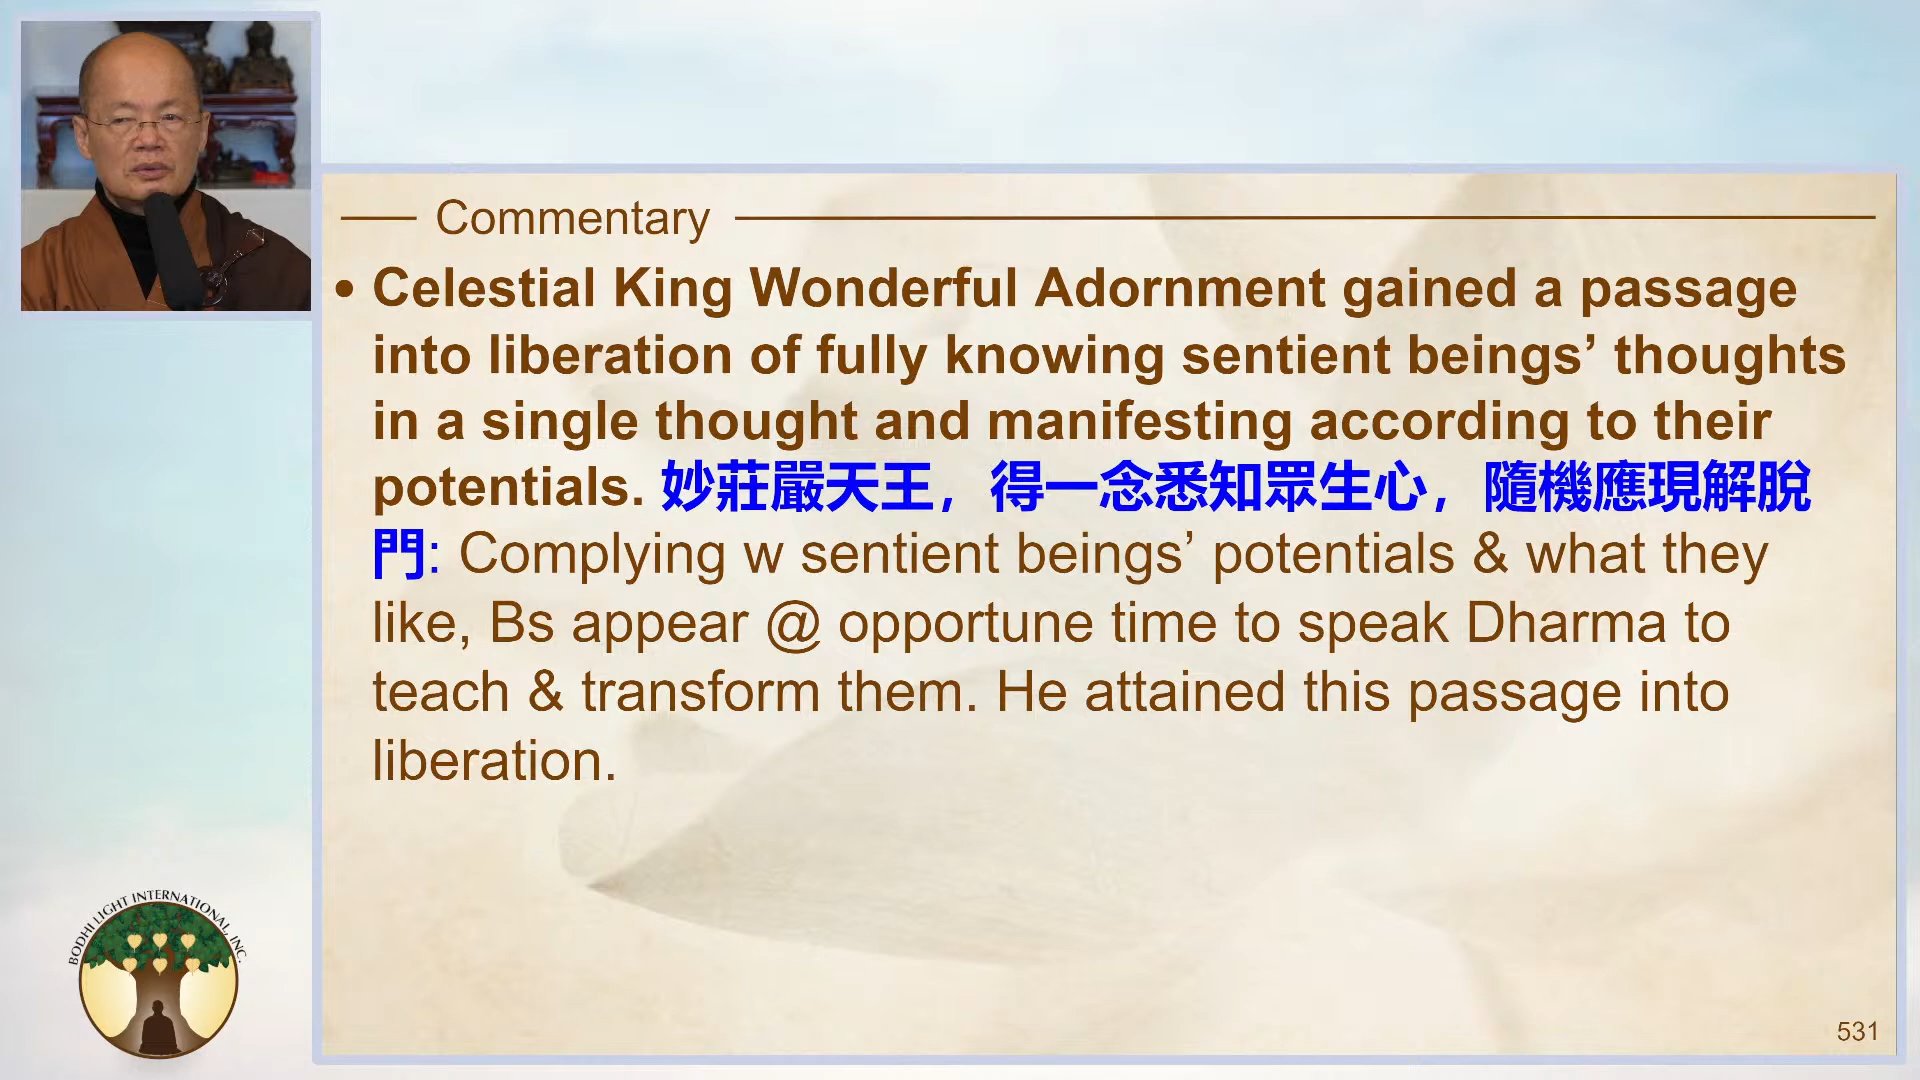 Commentary
• Celestial King Wonderful Adornment gained a passage
into liberation of fully knowing sentient beings’ thoughts
in a single thought and manifesting according to their
potentials. 妙莊嚴天王，得一念悉知眾生心，隨機應現解脫
門: Complying w sentient beings’ potentials & what they
like, Bs appear @ opportune time to speak Dharma to
teach & transform them. He attained this passage into
liberation.
BODHI LIGHT INTERNATIONAL, INC.
531